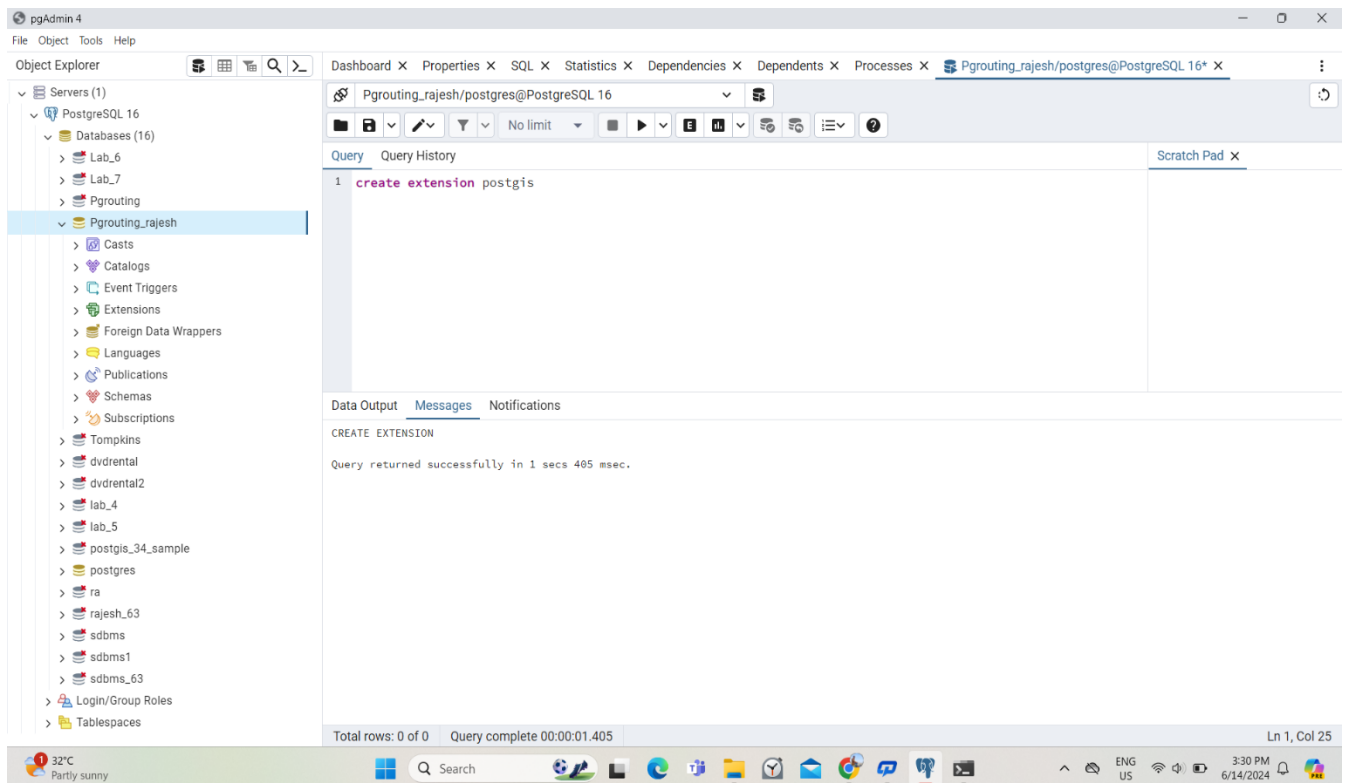 pgAdmin 4
File Object Tools Help
Object Explorer
Dashboard Properties SQL Statistics Dependencies Dependents Processes Pgrouting_rajesh/postgres@PostgreSQL 16*
Servers (1)
PostgreSQL 16
Databases (16)
Lab_6
Lab_7
Pgrouting
Pgrouting_rajesh
Casts
Catalogs
Event Triggers
Extensions
Foreign Data Wrappers
Languages
Publications
Schemas
Subscriptions
Tompkins
dvdrental
dvdrental2
lab_4
lab_5
postgis_34_sample
postgres
ra
rajesh_63
sdbms
sdbms1
sdbms_63
Login/Group Roles
Tablespaces
Pgrouting_rajesh/postgres@PostgreSQL 16
No limit
E
Query Query History
Scratch Pad
1 create extension postgis
Data Output Messages Notifications
CREATE EXTENSION
Query returned successfully in 1 secs 405 msec.
Total rows: 0 of 0 Query complete 00:00:01.405 Ln 1, Col 25
1
32°C
Partly sunny
Search
ENG
US
3:30 PM
6/14/2024
PRE